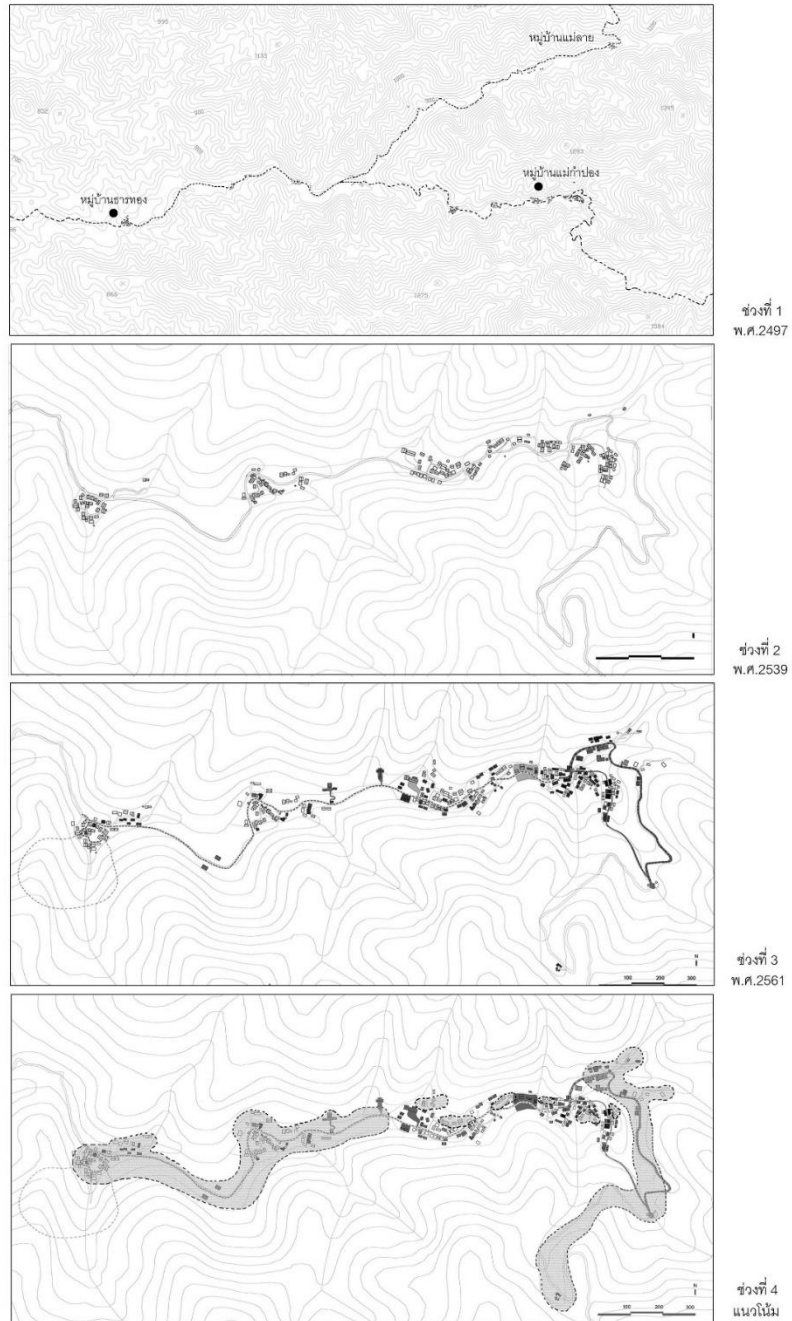 หมู่บ้านแม่ลาย
หมู่บ้านแม่กำปอง
หมู่บ้านธารทอง
ช่วงที่ 1
พ.ศ.2497
ช่วงที่ 2
พ.ศ.2539
N
100 200 300
ช่วงที่ 3
พ.ศ.2561
N
100 200 300
ช่วงที่ 4
แนวโน้ม